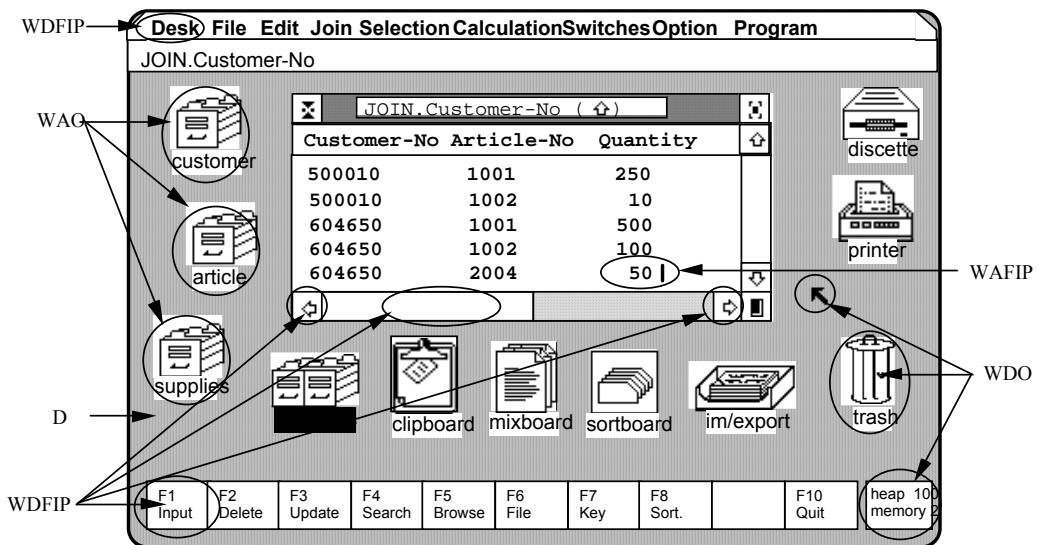 WDFIP
Desk File Edit Join Selection Calculation Switches Option Program
JOIN.Customer-No
WAO
customer
JOIN.Customer-No (⇧)
Customer-No Article-No Quantity
500010 1001 250
500010 1002 10
604650 1001 500
604650 1002 100
604650 2004 50
discette
printer
WAFIP
article
supplies
D
clipboard
mixboard
sortboard
im/export
trash
WDO
WDFIP
F1 F2 F3 F4 F5 F6 F7 F8 F10
Input Delete Update Search Browse File Key Sort. Quit
heap 100
memory 2